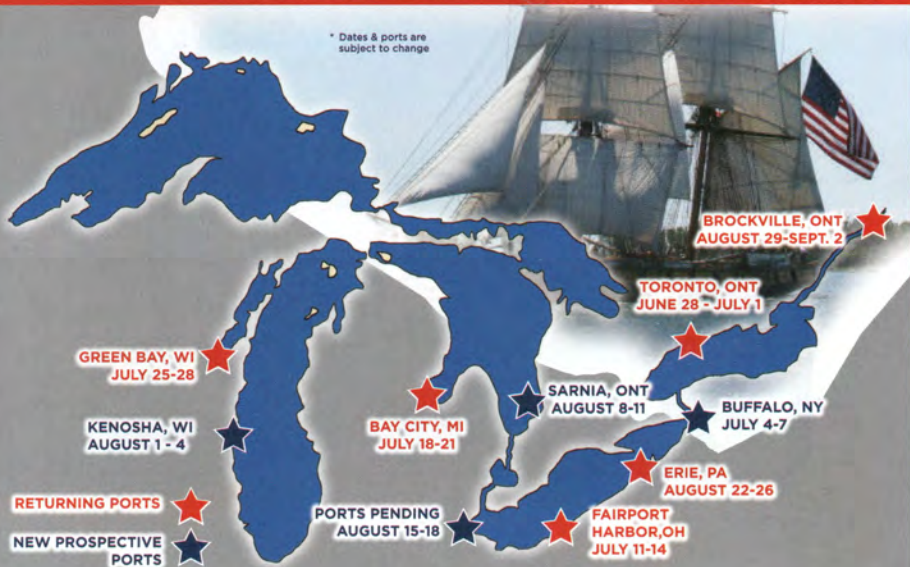 * Dates & ports are
subject to change
BROCKVILLE, ONT
AUGUST 29-SEPT. 2
TORONTO, ONT
JUNE 28 - JULY 1
GREEN BAY, WI
JULY 25-28
SARNIA, ONT
AUGUST 8-11
BAY CITY, MI
JULY 18-21
BUFFALO, NY
JULY 4-7
KENOSHA, WI
AUGUST 1 - 4
ERIE, PA
AUGUST 22-26
RETURNING PORTS
PORTS PENDING
AUGUST 15-18
FAIRPORT
HARBOR,OH
JULY 11-14
NEW PROSPECTIVE
PORTS